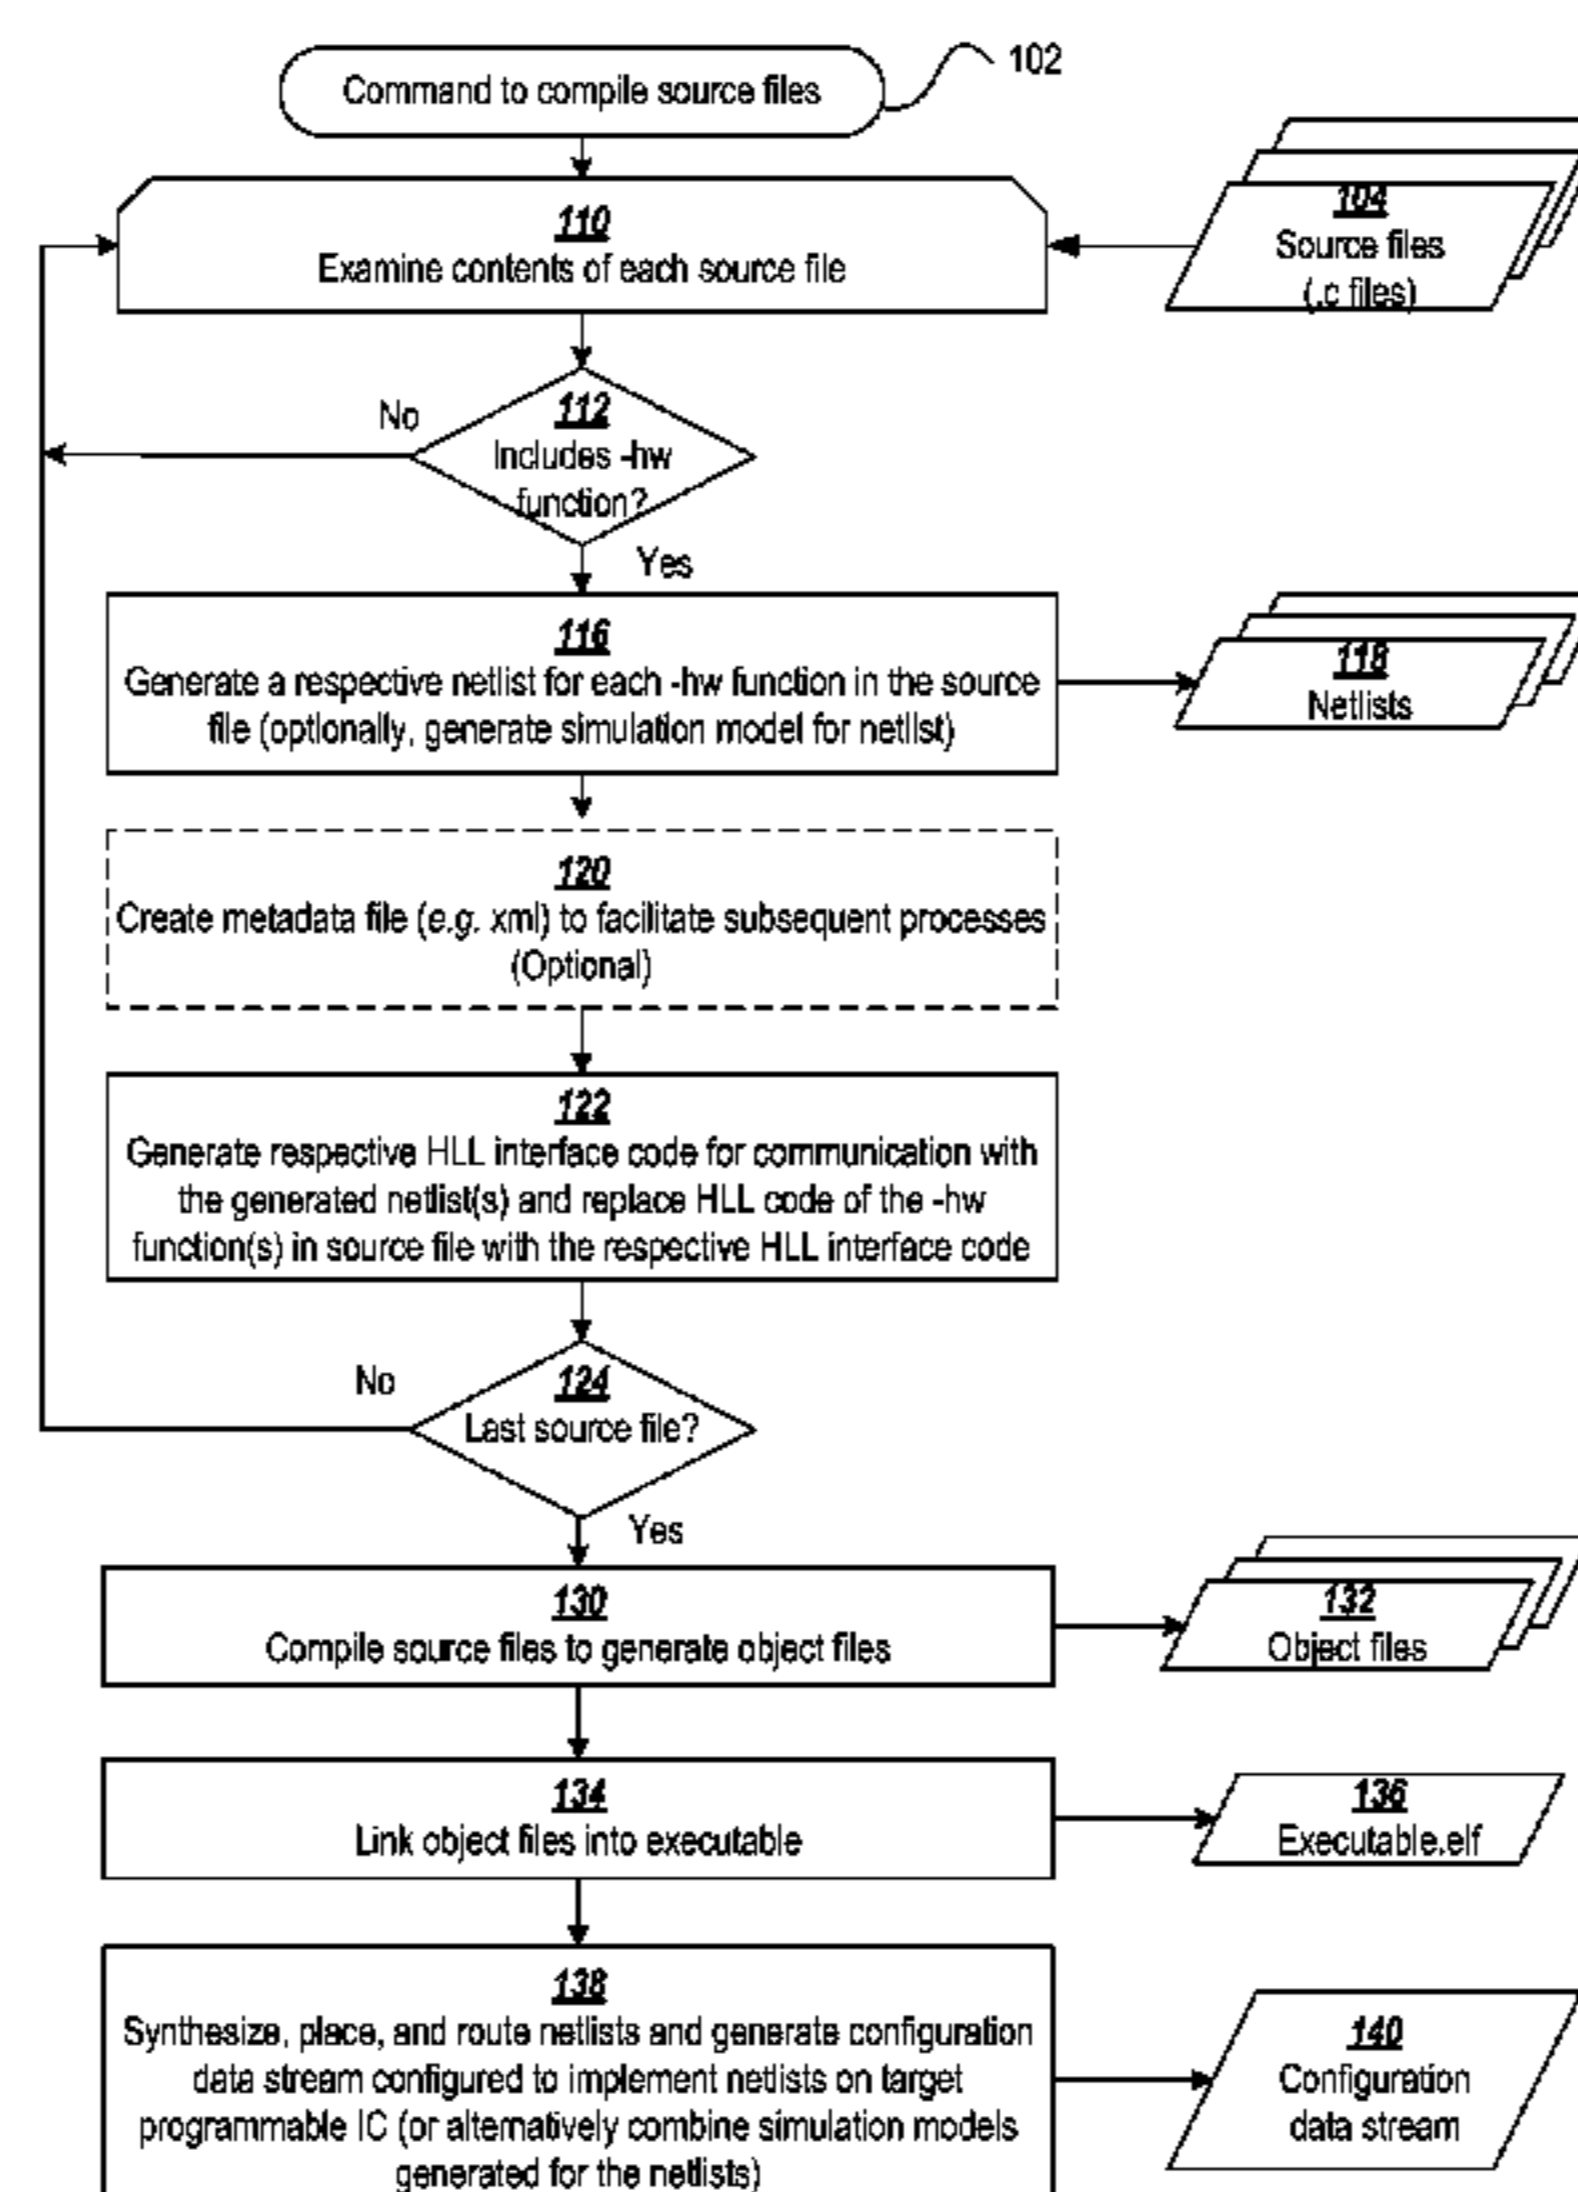 Command to compile source files
102
110
Examine contents of each source file
104
Source files
(.c files)
No
112
Includes -hw
function?
Yes
116
Generate a respective netlist for each -hw function in the source
file (optionally, generate simulation model for netlist)
118
Netlists
120
Create metadata file (e.g. xml) to facilitate subsequent processes
(Optional)
122
Generate respective HLL interface code for communication with
the generated netlist(s) and replace HLL code of the -hw
function(s) in source file with the respective HLL interface code
No
124
Last source file?
Yes
130
Compile source files to generate object files
132
Object files
134
Link object files into executable
136
Executable.elf
138
Synthesize, place, and route netlists and generate configuration
data stream configured to implement netlists on target
programmable IC (or alternatively combine simulation models
generated for the netlists)
140
Configuration
data stream